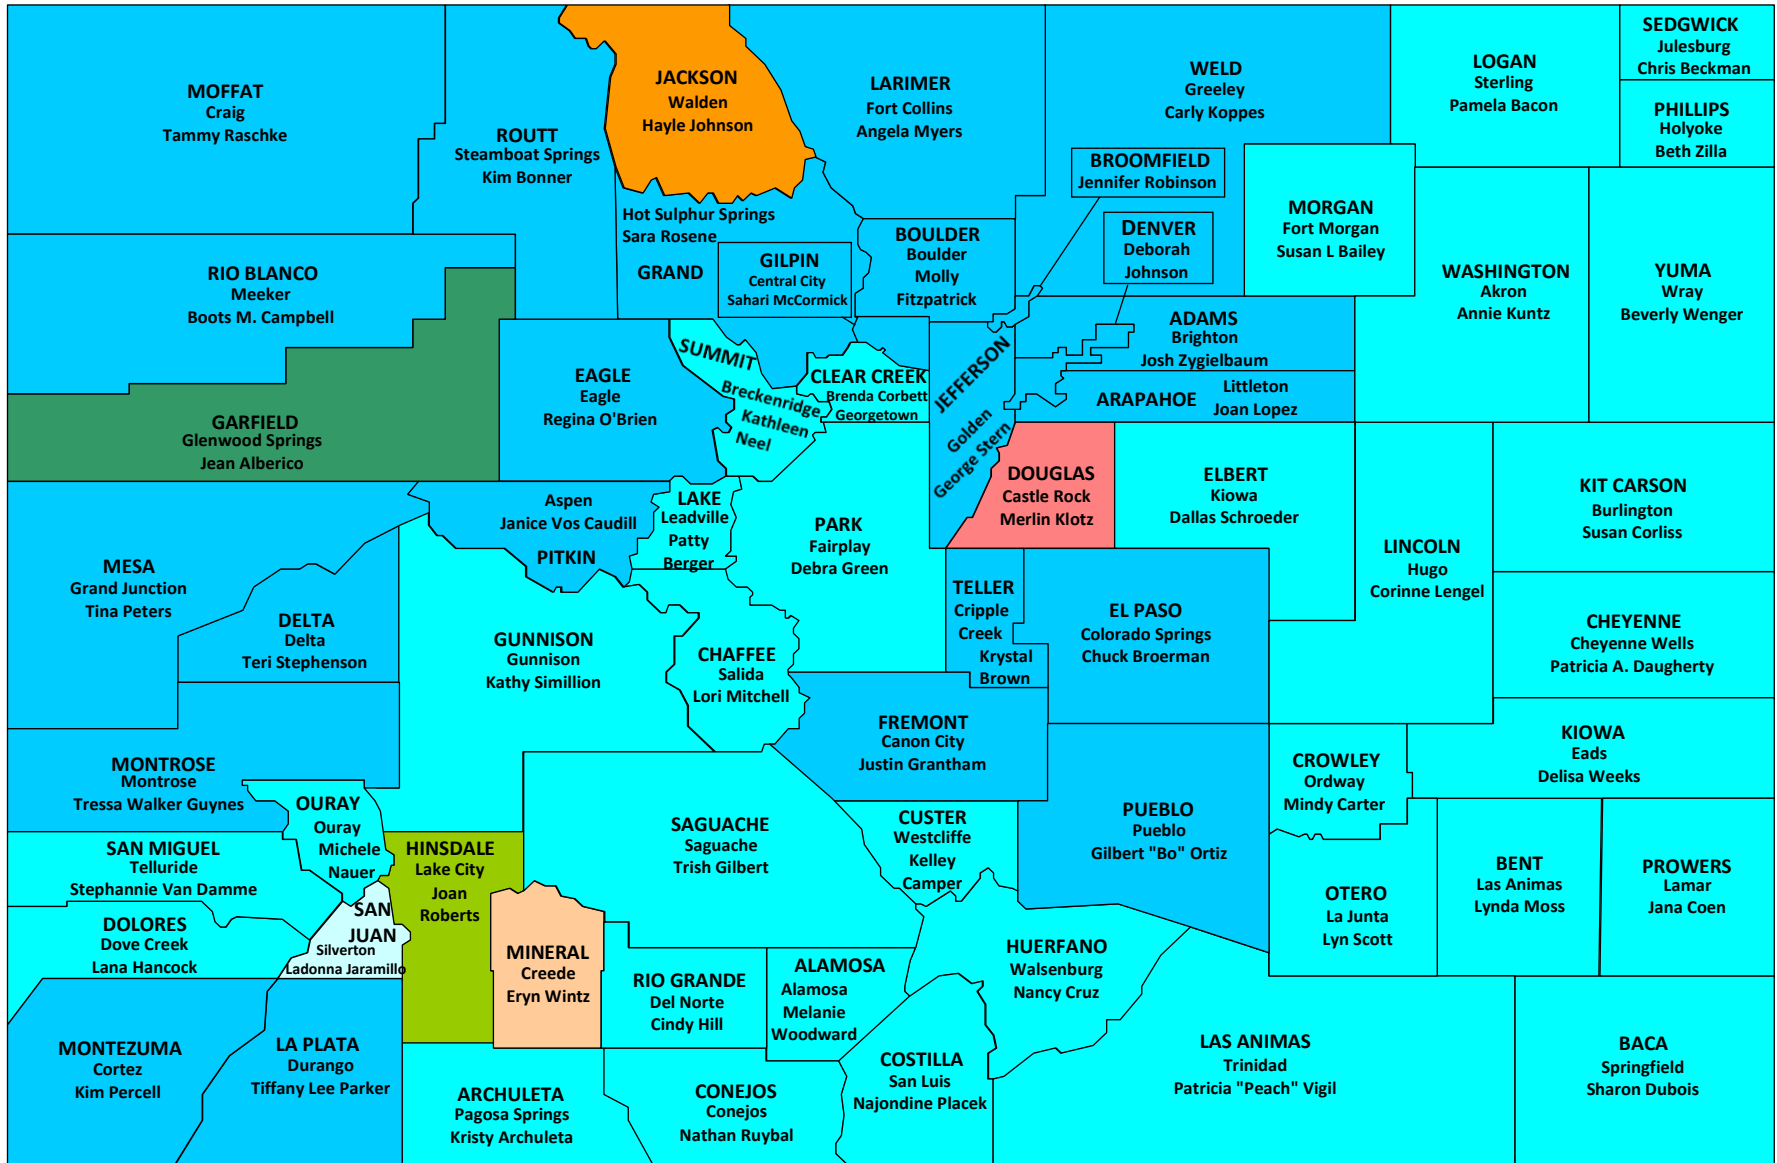 MOFFAT
Craig
Tammy Raschke
ROUTT
Steamboat Springs
Kim Bonner
JACKSON
Walden
Hayle Johnson
LARIMER
Fort Collins
Angela Myers
WELD
Greeley
Carly Koppes
LOGAN
Sterling
Pamela Bacon
SEDGWICK
Julesburg
Chris Beckman
PHILLIPS
Holyoke
Beth Zilla
BROOMFIELD
Jennifer Robinson
MORGAN
Fort Morgan
Susan L Bailey
Hot Sulphur Springs
Sara Rosene
GRAND
GILPIN
Central City
Sahari McCormick
BOULDER
Boulder
Molly
Fitzpatrick
DENVER
Deborah
Johnson
WASHINGTON
Akron
Annie Kuntz
YUMA
Wray
Beverly Wenger
RIO BLANCO
Meeker
Boots M. Campbell
ADAMS
Brighton
Josh Zygielbaum
SUMMIT
Breckenridge
Kathleen
Neel
CLEAR CREEK
Brenda Corbett
Georgetown
JEFFERSON
Golden
George Stern
ARAPAHOE
Littleton
Joan Lopez
EAGLE
Eagle
Regina O'Brien
GARFIELD
Glenwood Springs
Jean Alberico
DOUGLAS
Castle Rock
Merlin Klotz
ELBERT
Kiowa
Dallas Schroeder
KIT CARSON
Burlington
Susan Corliss
Aspen
Janice Vos Caudill
PITKIN
LAKE
Leadville
Patty
Berger
PARK
Fairplay
Debra Green
LINCOLN
Hugo
Corinne Lengel
MESA
Grand Junction
Tina Peters
DELTA
Delta
Teri Stephenson
TELLER
Cripple
Creek
Krystal
Brown
EL PASO
Colorado Springs
Chuck Broerman
CHEYENNE
Cheyenne Wells
Patricia A. Daugherty
GUNNISON
Gunnison
Kathy Simillion
CHAFFEE
Salida
Lori Mitchell
FREMONT
Canon City
Justin Grantham
KIOWA
Eads
Delisa Weeks
MONTROSE
Montrose
Tressa Walker Guynes
CROWLEY
Ordway
Mindy Carter
OURAY
Ouray
Michele
Nauer
SAGUACHE
Saguache
Trish Gilbert
CUSTER
Westcliffe
Kelley
Camper
PUEBLO
Pueblo
Gilbert "Bo" Ortiz
SAN MIGUEL
Telluride
Stephannie Van Damme
HINSDALE
Lake City
Joan
Roberts
BENT
Las Animas
Lynda Moss
PROWERS
Lamar
Jana Coen
OTERO
La Junta
Lyn Scott
SAN
JUAN
Silverton
Ladonna Jaramillo
DOLORES
Dove Creek
Lana Hancock
MINERAL
Creede
Eryn Wintz
RIO GRANDE
Del Norte
Cindy Hill
ALAMOSA
Alamosa
Melanie
Woodward
HUERFANO
Walsenburg
Nancy Cruz
MONTEZUMA
Cortez
Kim Percell
LA PLATA
Durango
Tiffany Lee Parker
ARCHULETA
Pagosa Springs
Kristy Archuleta
CONEJOS
Conejos
Nathan Ruybal
COSTILLA
San Luis
Najondine Placek
LAS ANIMAS
Trinidad
Patricia "Peach" Vigil
BACA
Springfield
Sharon Dubois